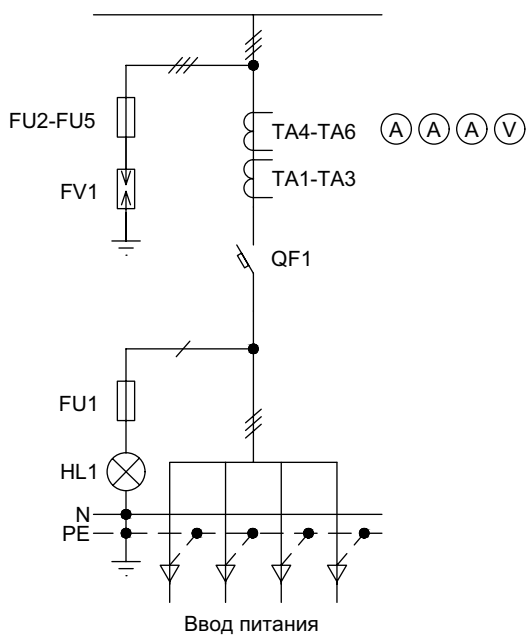 FU2-FU5
TA4-TA6 A A A V
FV1
TA1-TA3
QF1
FU1
HL1
N
PE
Ввод питания